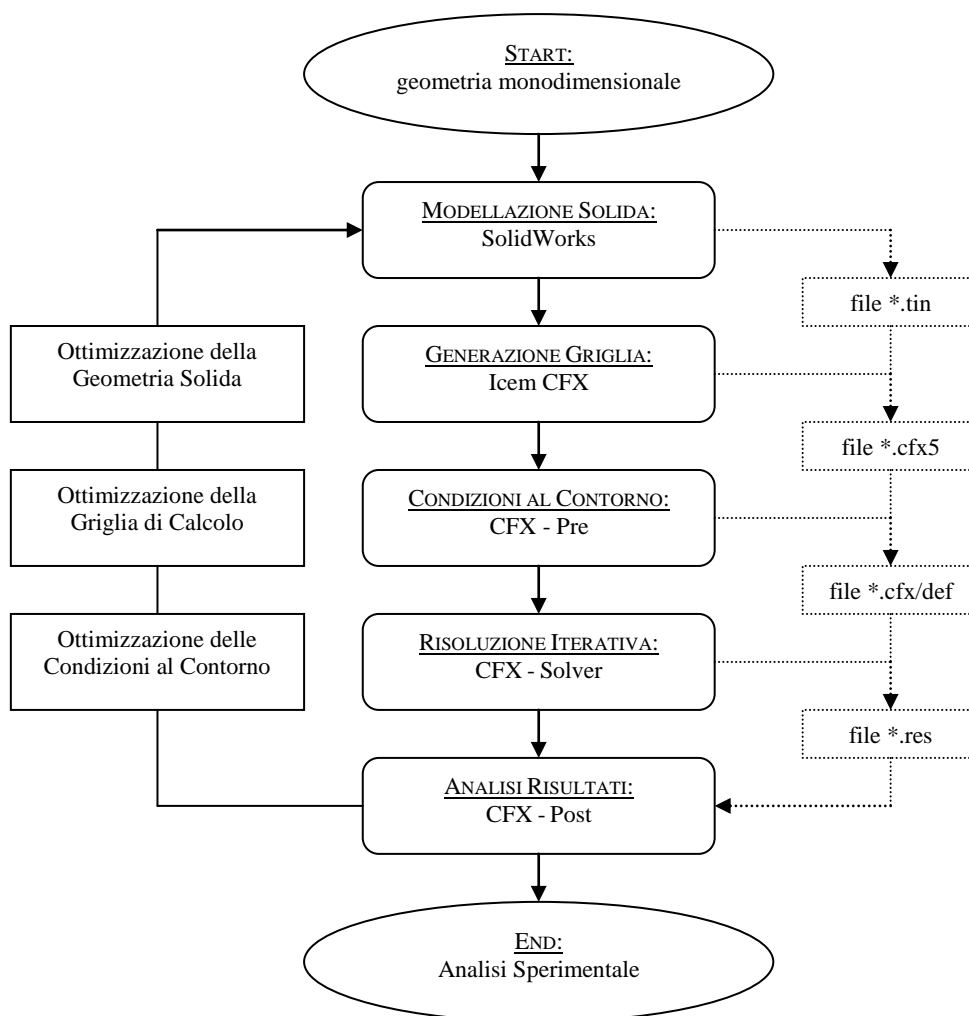 START:
geometria monodimensionale
MODELLAZIONE SOLIDA:
SolidWorks
file *.tin
Ottimizzazione della
Geometria Solida
GENERAZIONE GRIGLIA:
Icem CFX
file *.cfx5
Ottimizzazione della
Griglia di Calcolo
CONDIZIONI AL CONTORNO:
CFX - Pre
file *.cfx/def
Ottimizzazione delle
Condizioni al Contorno
RISOLUZIONE ITERATIVA:
CFX - Solver
file *.res
ANALISI RISULTATI:
CFX - Post
END:
Analisi Sperimentale